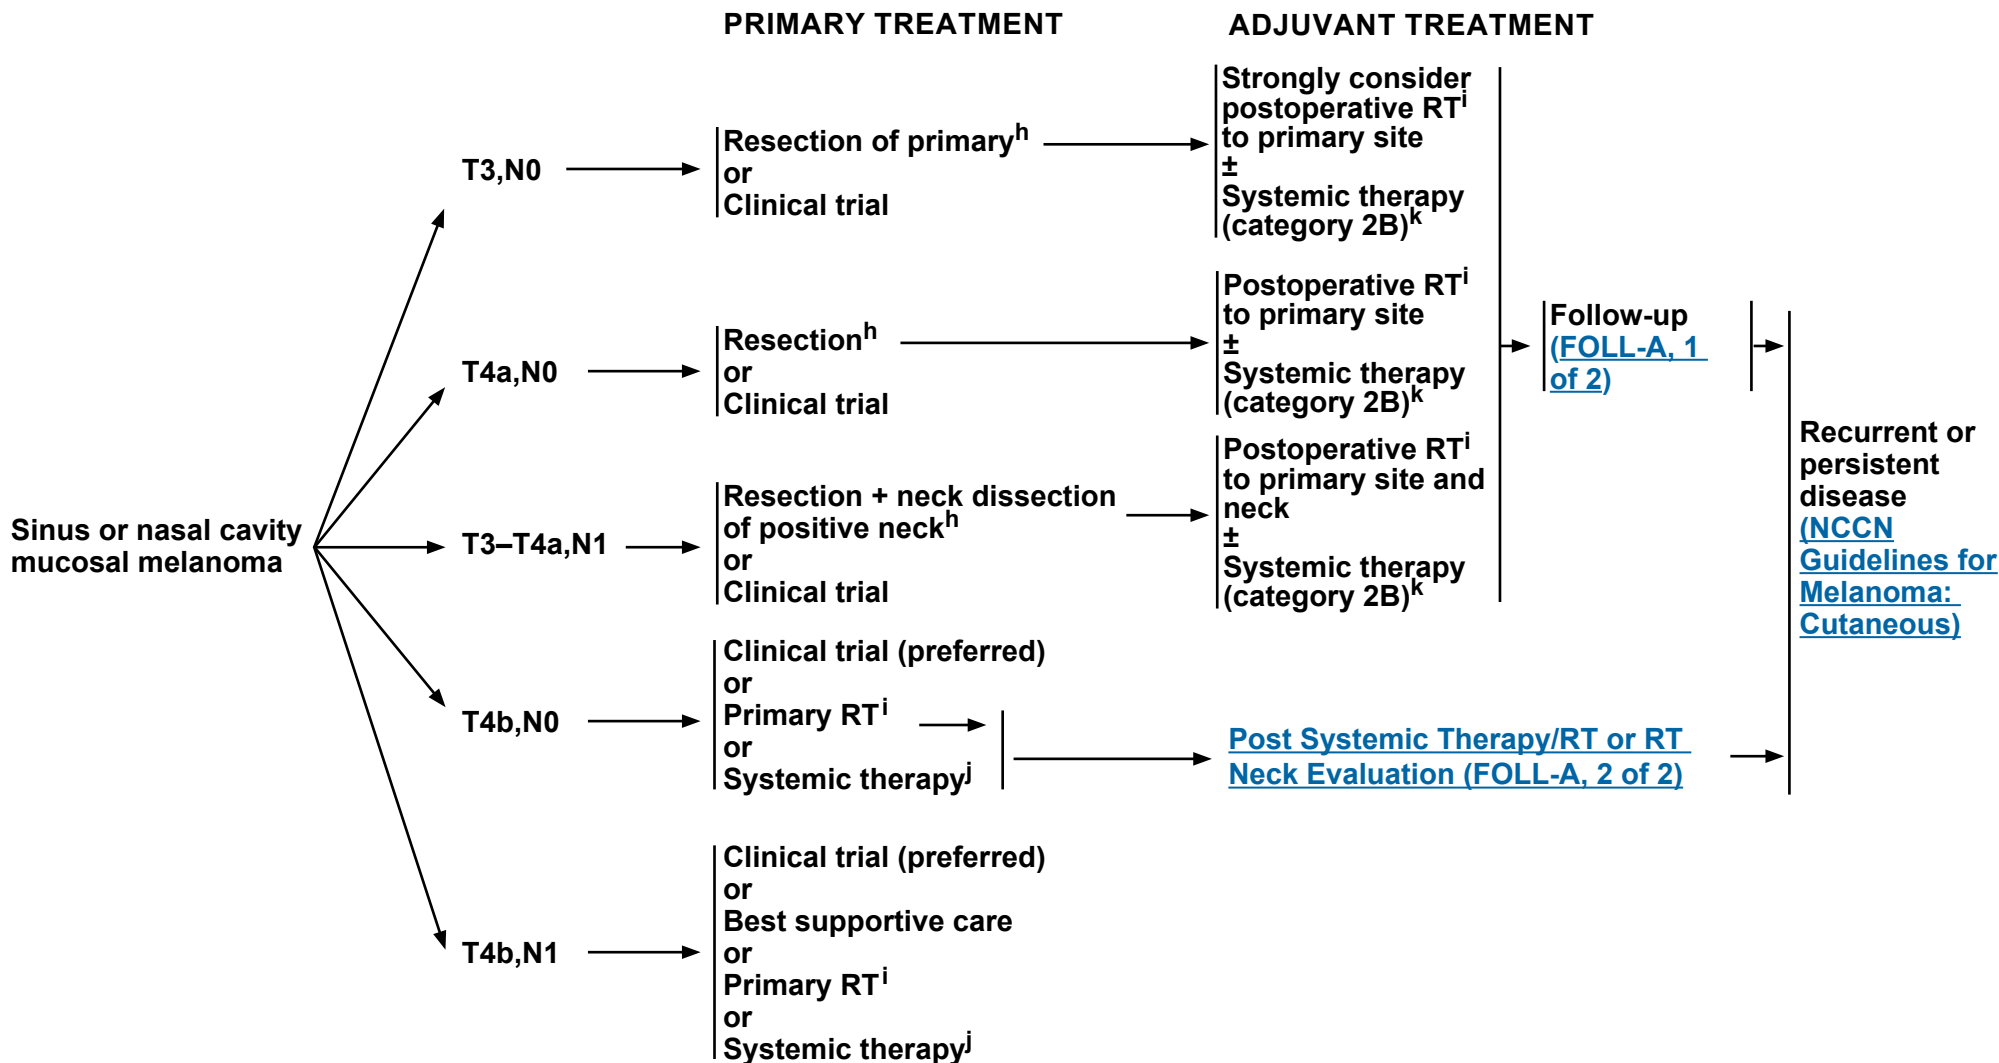 PRIMARY TREATMENT
ADJUVANT TREATMENT
Sinus or nasal cavity
mucosal melanoma
T3,N0
Resection of primaryʰ
or
Clinical trial
Strongly consider
postoperative RTⁱ
to primary site
±
Systemic therapy
(category 2B)ᵏ
T4a,N0
Resectionʰ
or
Clinical trial
Postoperative RTⁱ
to primary site
±
Systemic therapy
(category 2B)ᵏ
T3–T4a,N1
Resection + neck dissection
of positive neckʰ
or
Clinical trial
Postoperative RTⁱ
to primary site and
neck
±
Systemic therapy
(category 2B)ᵏ
Follow-up
(FOLL-A, 1
of 2)
T4b,N0
Clinical trial (preferred)
or
Primary RTⁱ
or
Systemic therapyʲ
Post Systemic Therapy/RT or RT
Neck Evaluation (FOLL-A, 2 of 2)
Recurrent or
persistent
disease
(NCCN
Guidelines for
Melanoma:
Cutaneous)
T4b,N1
Clinical trial (preferred)
or
Best supportive care
or
Primary RTⁱ
or
Systemic therapyʲ